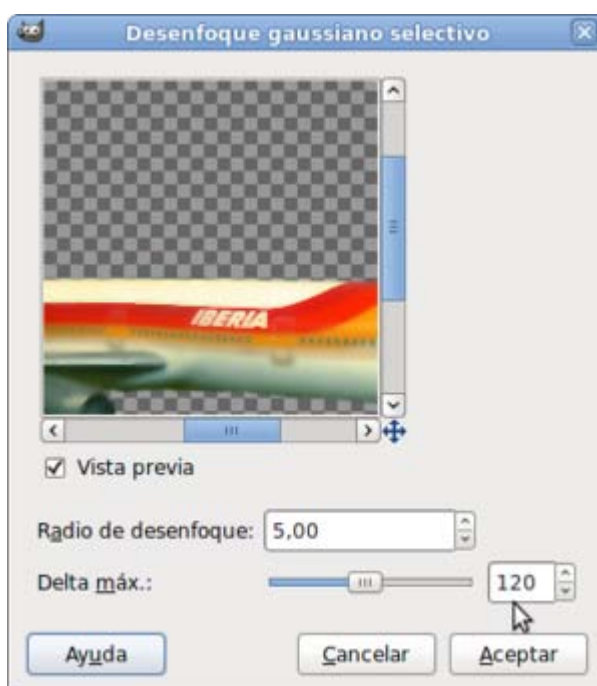 Desenfoque gaussiano selectivo
IBERIA
Vista previa
Radio de desenfoque: 5,00
Delta máx.: 120
Ayuda Cancelar Aceptar